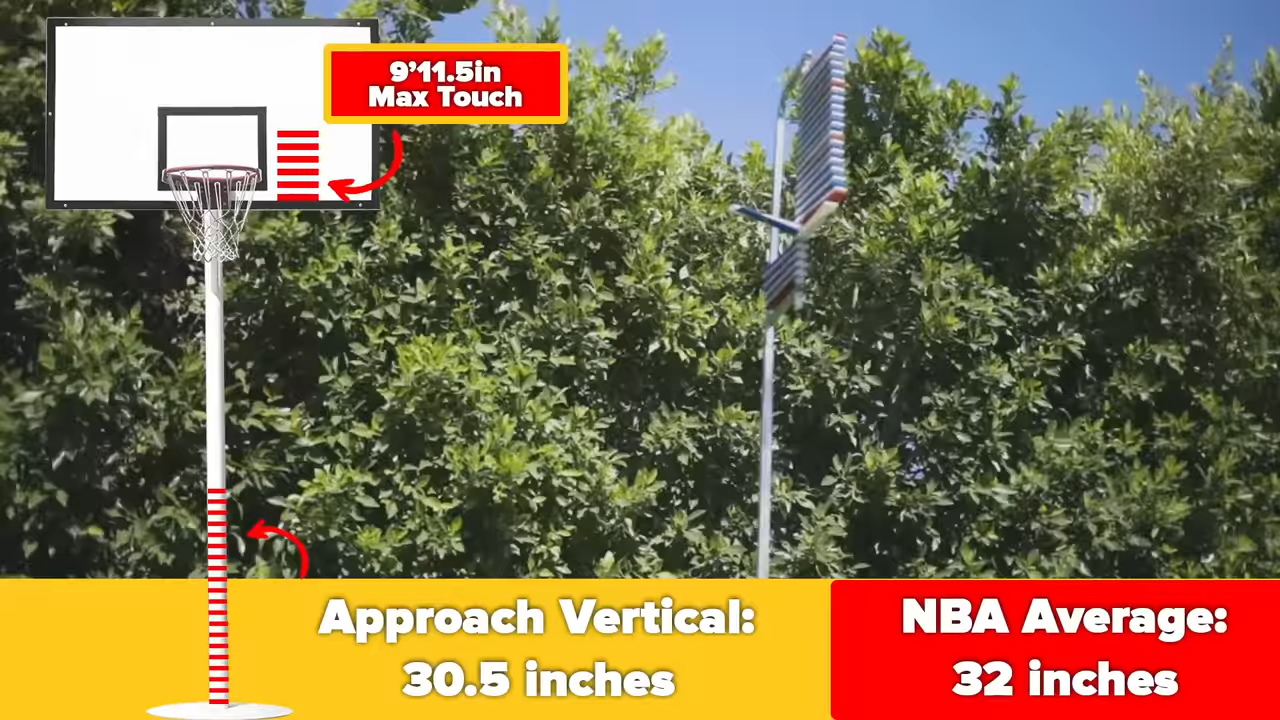 9’11.5in
Max Touch
Approach Vertical:
30.5 inches
NBA Average:
32 inches